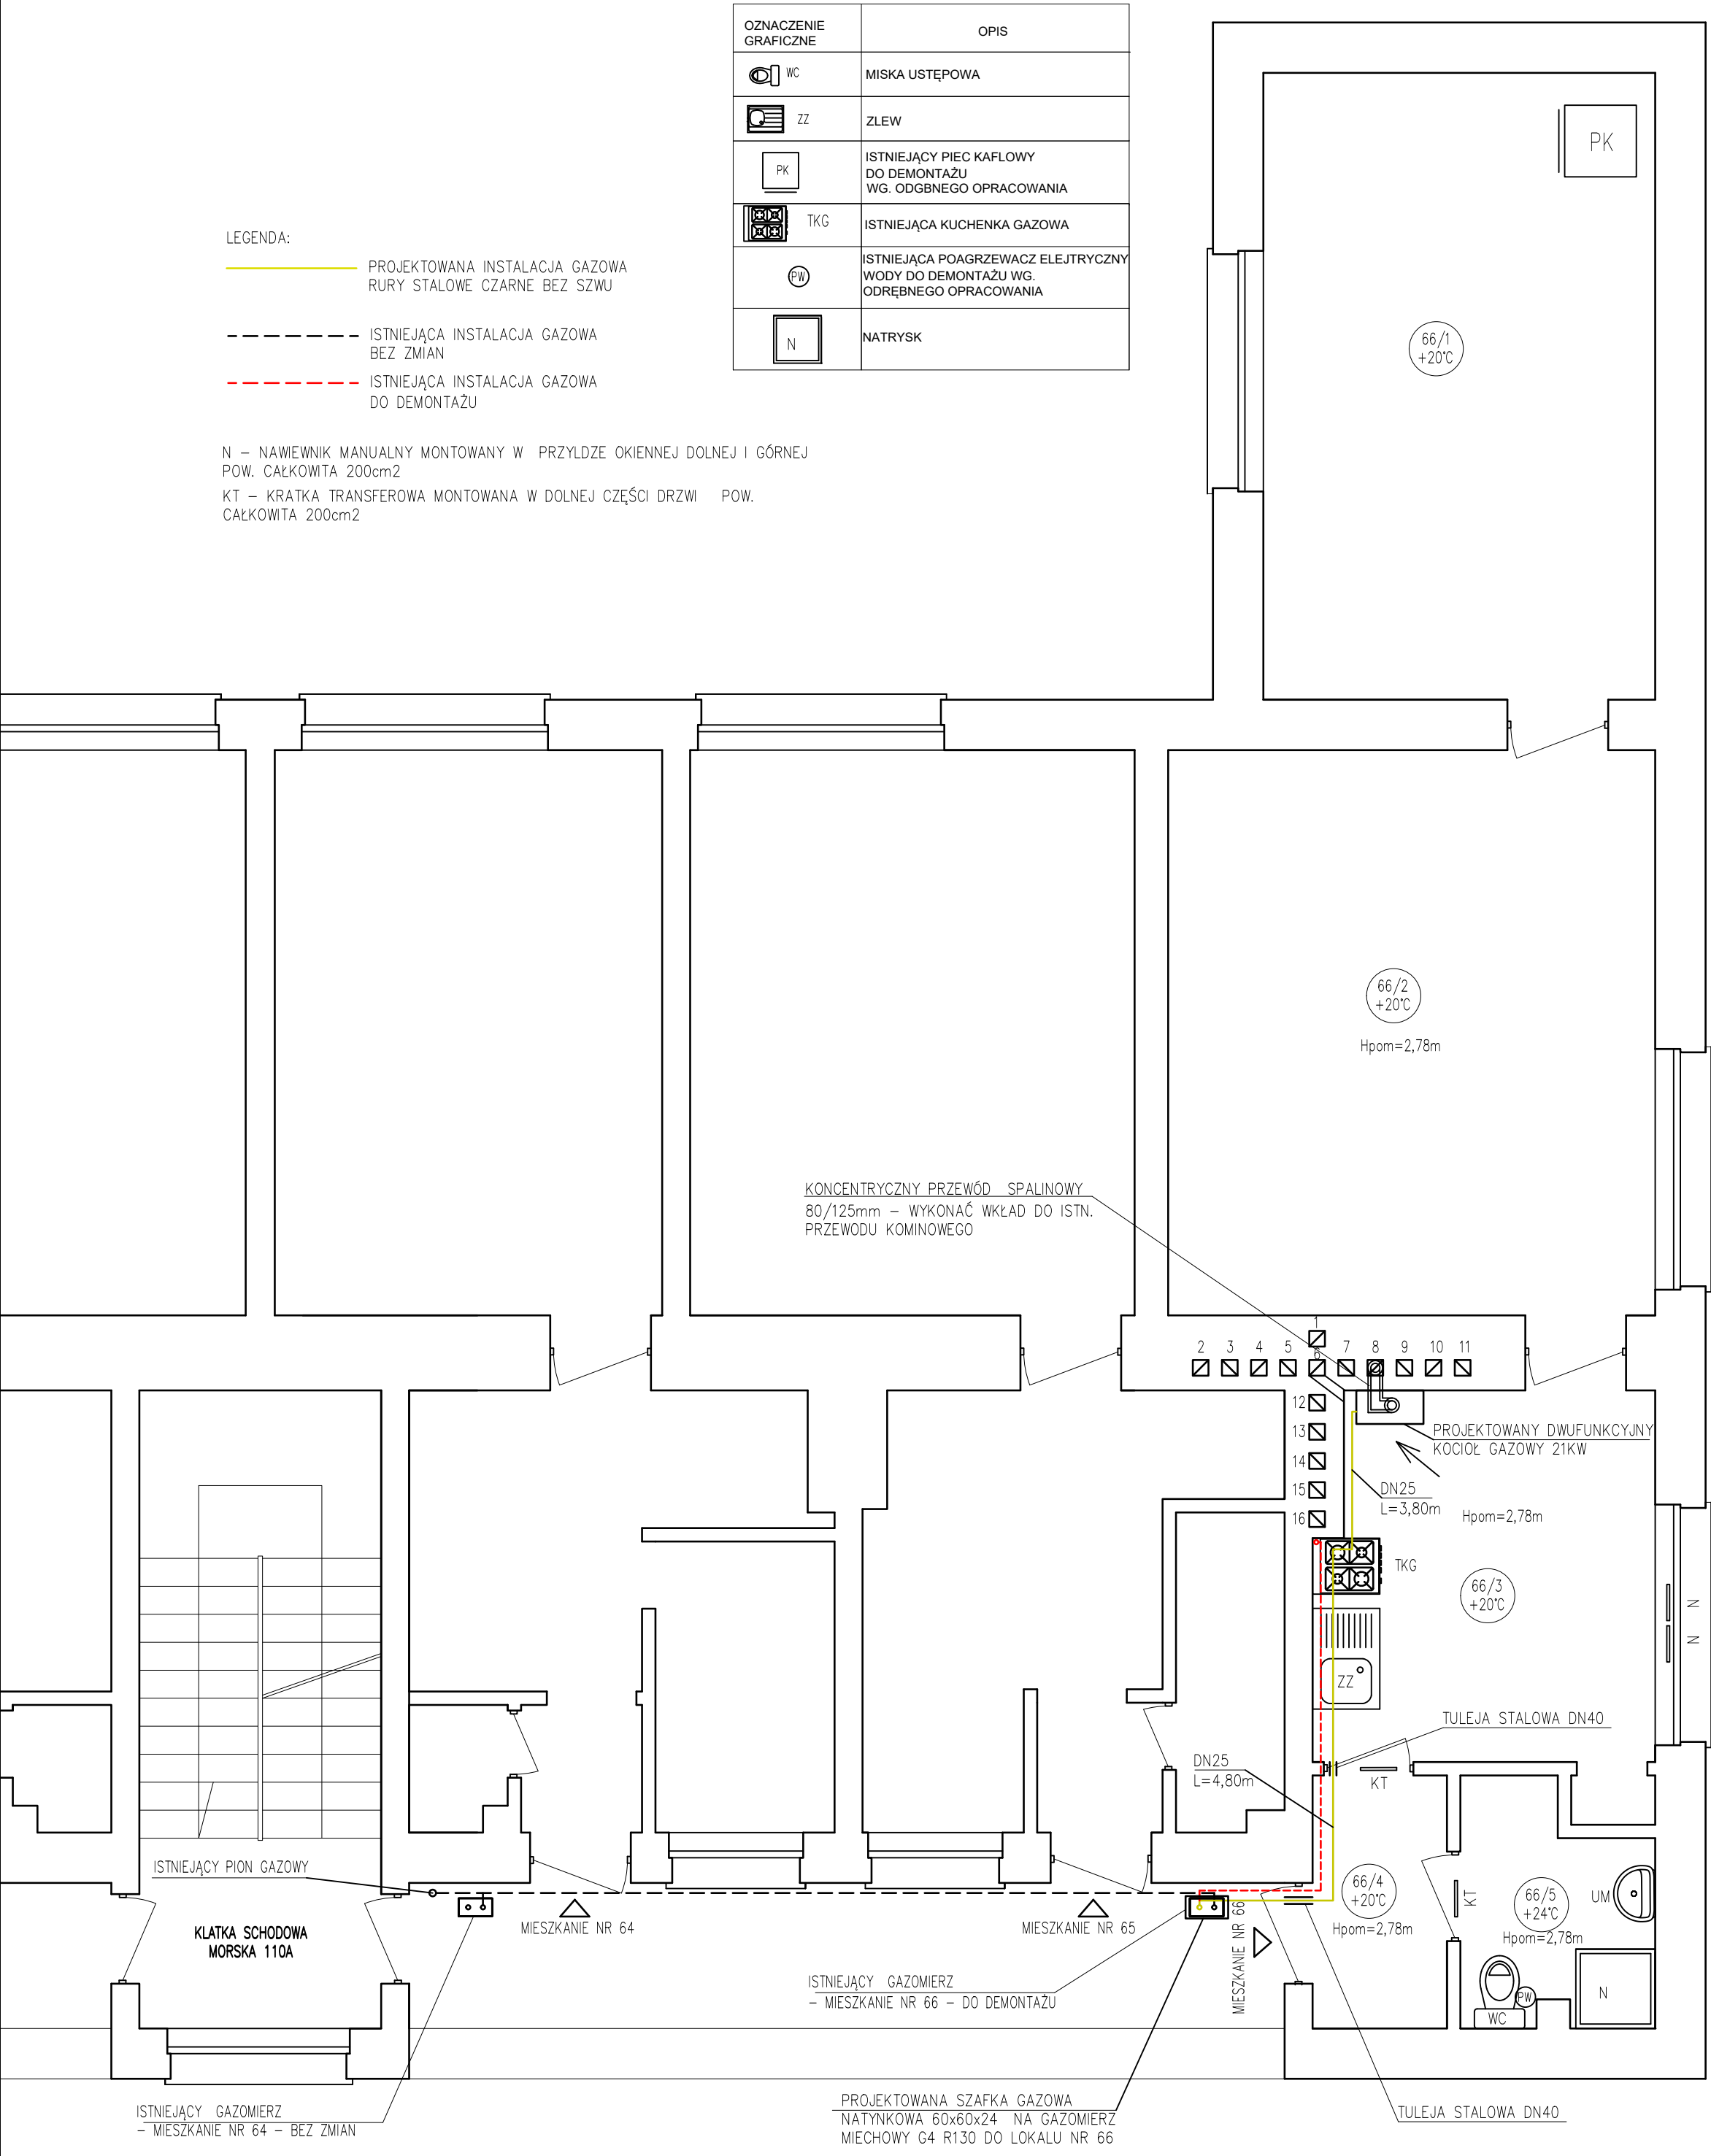 OZNACZENIE
GRAFICZNE
OPIS
WC
MISKA USTĘPOWA
ZZ
ZLEW
PK
ISTNIEJĄCY PIEC KAFLOWY
DO DEMONTAŻU
WG. ODGBNEGO OPRACOWANIA
TKG
ISTNIEJĄCA KUCHENKA GAZOWA
PW
ISTNIEJĄCA POAGRZEWACZ ELEJTRYCZNY
WODY DO DEMONTAŻU WG.
ODRĘBNEGO OPRACOWANIA
N
NATRYSK
LEGENDA:
PROJEKTOWANA INSTALACJA GAZOWA
RURY STALOWE CZARNE BEZ SZWU
ISTNIEJĄCA INSTALACJA GAZOWA
BEZ ZMIAN
ISTNIEJĄCA INSTALACJA GAZOWA
DO DEMONTAŻU
N – NAWIEWNIK MANUALNY MONTOWANY W PRZYLDZE OKIENNEJ DOLNEJ I GÓRNEJ
POW. CAŁKOWITA 200cm2
KT – KRATKA TRANSFEROWA MONTOWANA W DOLNEJ CZĘŚCI DRZWI POW.
CAŁKOWITA 200cm2
PK
66/1
+20°C
66/2
+20°C
Hpom=2,78m
KONCENTRYCZNY PRZEWÓD SPALINOWY
80/125mm – WYKONAĆ WKŁAD DO ISTN.
PRZEWODU KOMINOWEGO
1
2 3 4 5 6 7 8 9 10 11
12
13
14
15
16
PROJEKTOWANY DWUFUNKCYJNY
KOCIOŁ GAZOWY 21KW
DN25
L=3,80m
Hpom=2,78m
TKG
66/3
+20°C
N
N
ZZ
TULEJA STALOWA DN40
DN25
L=4,80m
KT
ISTNIEJĄCY PION GAZOWY
66/4
+20°C
Hpom=2,78m
KT
66/5
+24°C
Hpom=2,78m
UM
KLATKA SCHODOWA
MORSKA 110A
MIESZKANIE NR 64
MIESZKANIE NR 65
MIESZKANIE NR 66
ISTNIEJĄCY GAZOMIERZ
– MIESZKANIE NR 66 – DO DEMONTAŻU
PW
WC
N
ISTNIEJĄCY GAZOMIERZ
– MIESZKANIE NR 64 – BEZ ZMIAN
PROJEKTOWANA SZAFKA GAZOWA
NATYNKOWA 60x60x24 NA GAZOMIERZ
MIECHOWY G4 R130 DO LOKALU NR 66
TULEJA STALOWA DN40